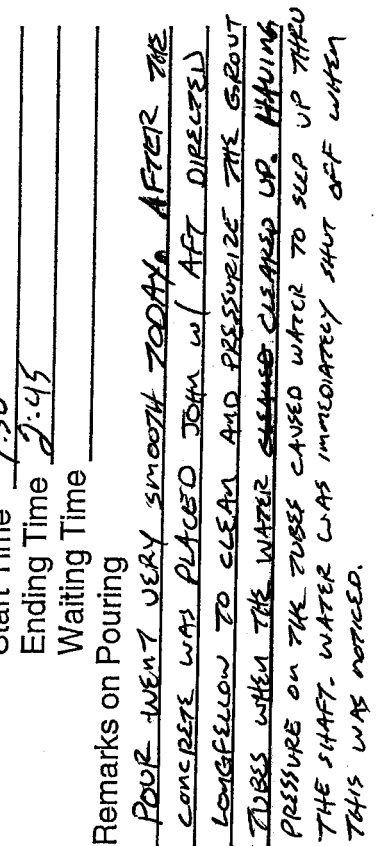 Start Time
Ending Time 2:45
Waiting Time
Remarks on Pouring
POUR WENT VERY SMOOTH TODAY. AFTER THE
CONCRETE WAS PLACED JOHN W/ AFT DIRECTED
LONGFELLOW TO CLEAN AND PRESSURIZE THE GROUT
TUBES WHEN THE WATER CLEARED UP. HAVING
PRESSURE ON THE TUBES CAUSED WATER TO SEEP UP THRU
THE SHAFT. WATER WAS IMMEDIATELY SHUT OFF WHEN
THIS WAS NOTICED.